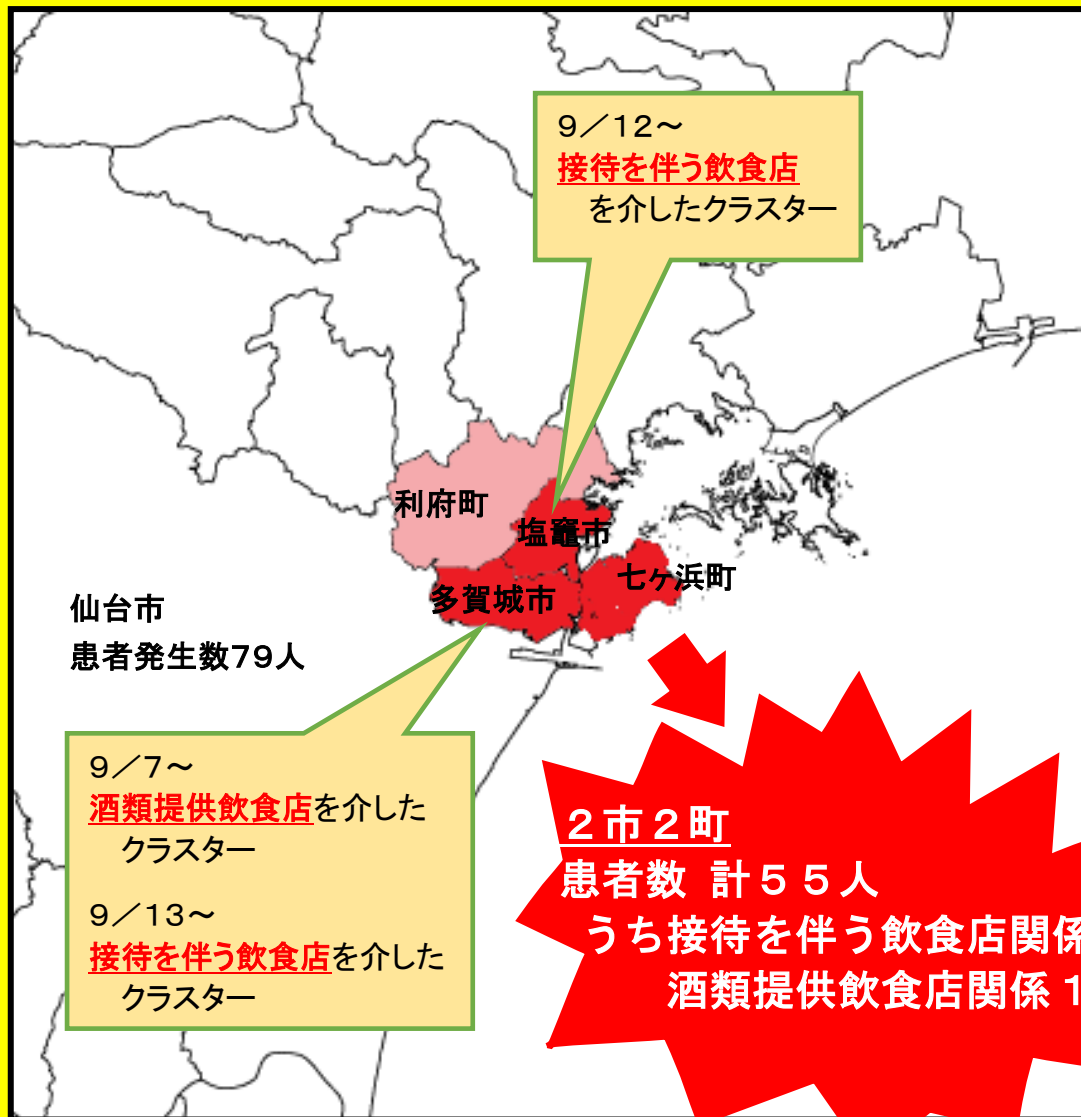 9／12～
接待を伴う飲食店
を介したクラスター
利府町
塩竈市
七ヶ浜町
多賀城市
仙台市
患者発生数79人
9／7～
酒類提供飲食店を介した
クラスター
9／13～
接待を伴う飲食店を介した
クラスター
２市２町
患者数 計５５人
うち接待を伴う飲食店関係
酒類提供飲食店関係１